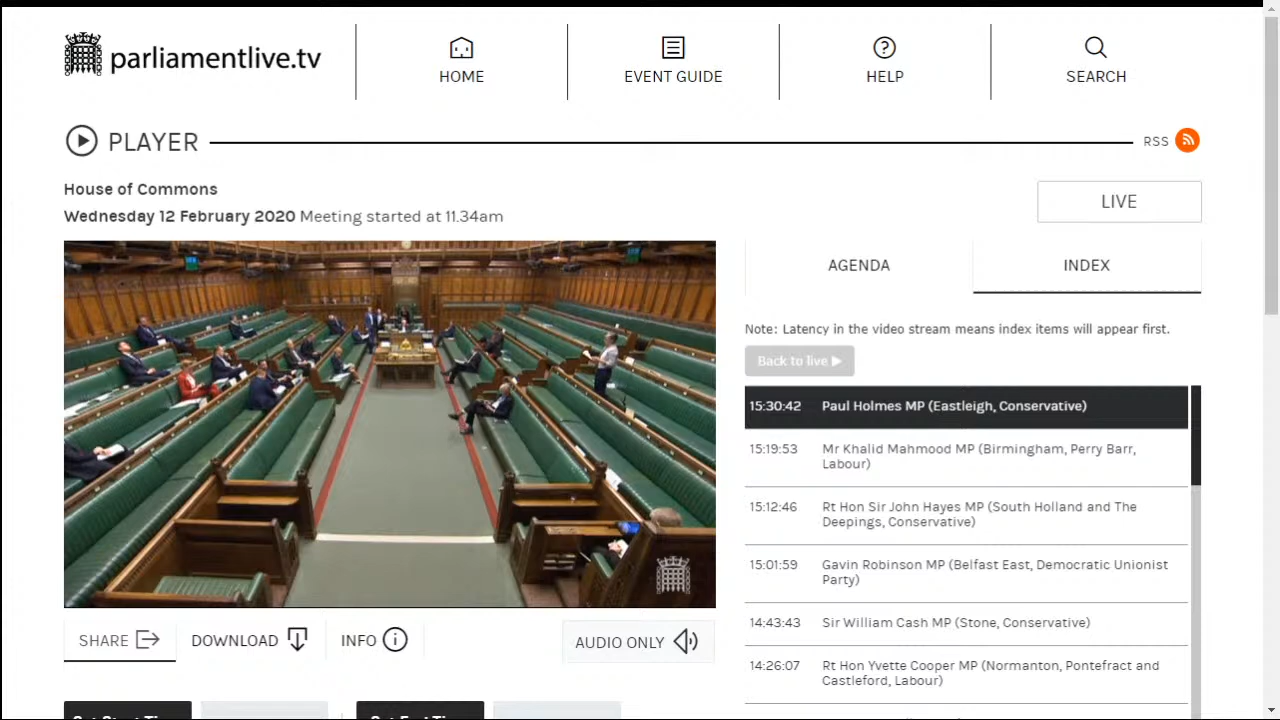 parliamentlive.tv
HOME
EVENT GUIDE
HELP
SEARCH
PLAYER
RSS
House of Commons
LIVE
Wednesday 12 February 2020 Meeting started at 11.34am
AGENDA
INDEX
Note: Latency in the video stream means index items will appear first.
Back to live
15:30:42 Paul Holmes MP (Eastleigh, Conservative)
15:19:53 Mr Khalid Mahmood MP (Birmingham, Perry Barr,
Labour)
15:12:46 Rt Hon Sir John Hayes MP (South Holland and The
Deepings, Conservative)
15:01:59 Gavin Robinson MP (Belfast East, Democratic Unionist
Party)
14:43:43 Sir William Cash MP (Stone, Conservative)
14:26:07 Rt Hon Yvette Cooper MP (Normanton, Pontefract and
Castleford, Labour)
SHARE
DOWNLOAD
INFO
AUDIO ONLY